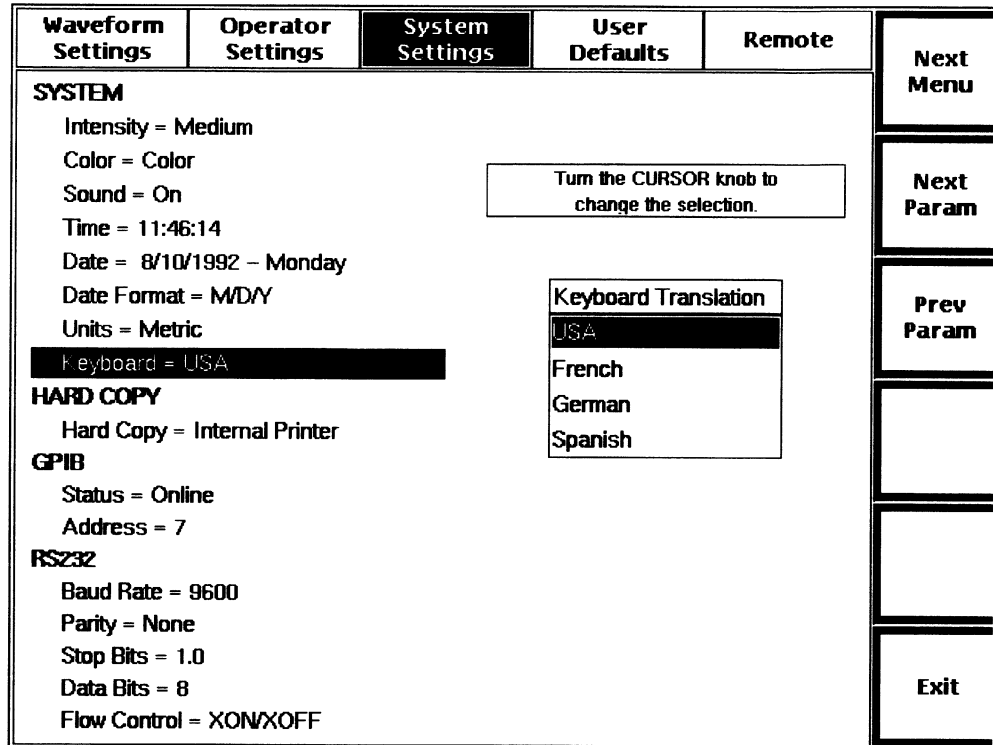 Waveform Settings
Operator Settings
System Settings
User Defaults
Remote
SYSTEM
Intensity = Medium
Color = Color
Sound = On
Time = 11:46:14
Date = 8/10/1992 – Monday
Date Format = M/D/Y
Units = Metric
Keyboard = USA
HARD COPY
Hard Copy = Internal Printer
GPIB
Status = Online
Address = 7
RS232
Baud Rate = 9600
Parity = None
Stop Bits = 1.0
Data Bits = 8
Flow Control = XON/XOFF
Turn the CURSOR knob to
change the selection.
Keyboard Translation
USA
French
German
Spanish
Next
Menu
Next
Param
Prev
Param
Exit